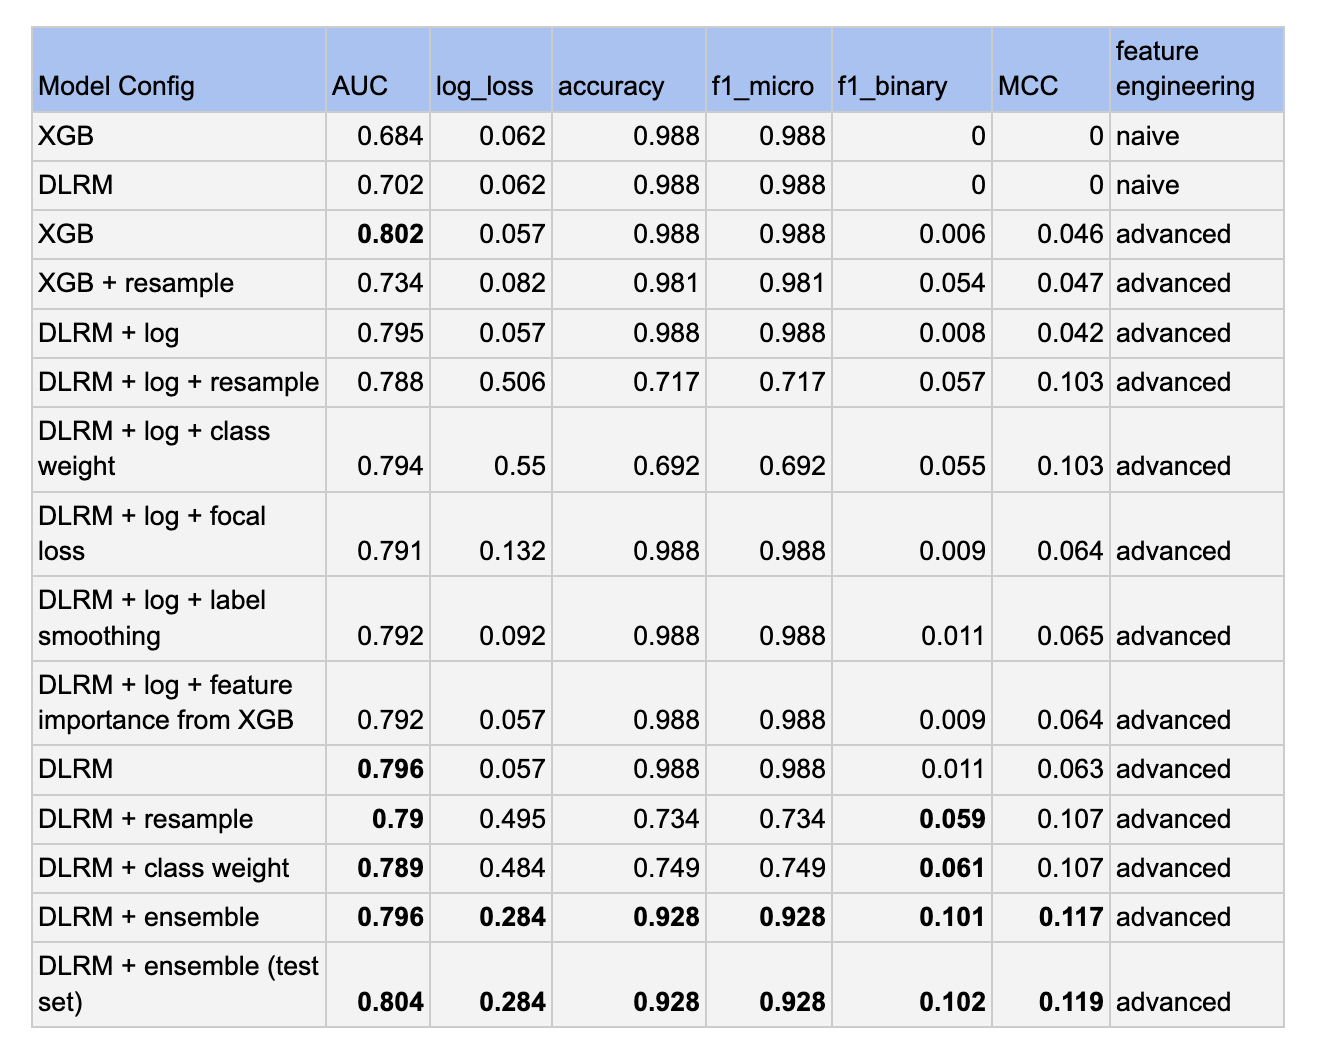 Model Config AUC log_loss accuracy f1_micro f1_binary MCC feature engineering
XGB 0.684 0.062 0.988 0.988 0 0 naive
DLRM 0.702 0.062 0.988 0.988 0 0 naive
XGB 0.802 0.057 0.988 0.988 0.006 0.046 advanced
XGB + resample 0.734 0.082 0.981 0.981 0.054 0.047 advanced
DLRM + log 0.795 0.057 0.988 0.988 0.008 0.042 advanced
DLRM + log + resample 0.788 0.506 0.717 0.717 0.057 0.103 advanced
DLRM + log + class
weight 0.794 0.55 0.692 0.692 0.055 0.103 advanced
DLRM + log + focal
loss 0.791 0.132 0.988 0.988 0.009 0.064 advanced
DLRM + log + label
smoothing 0.792 0.092 0.988 0.988 0.011 0.065 advanced
DLRM + log + feature
importance from XGB 0.792 0.057 0.988 0.988 0.009 0.064 advanced
DLRM 0.796 0.057 0.988 0.988 0.011 0.063 advanced
DLRM + resample 0.79 0.495 0.734 0.734 0.059 0.107 advanced
DLRM + class weight 0.789 0.484 0.749 0.749 0.061 0.107 advanced
DLRM + ensemble 0.796 0.284 0.928 0.928 0.101 0.117 advanced
DLRM + ensemble (test
set) 0.804 0.284 0.928 0.928 0.102 0.119 advanced